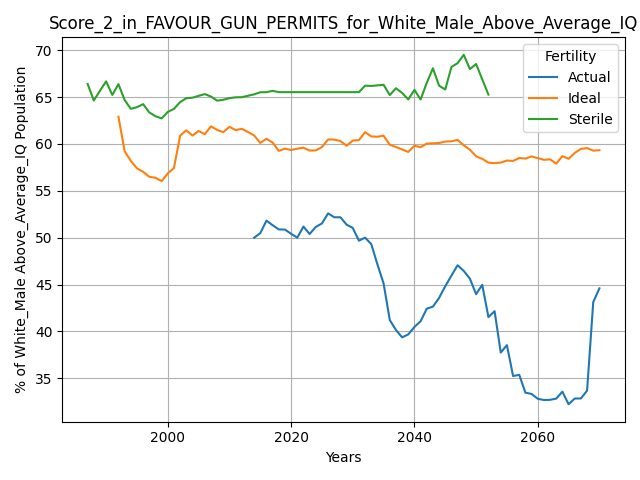 Score_2_in_FAVOUR_GUN_PERMITS_for_White_Male_Above_Average_IQ
% of White_Male Above_Average_IQ Population
70
65
60
55
50
45
40
35
Fertility
Actual
Ideal
Sterile
2000
2020
2040
2060
Years